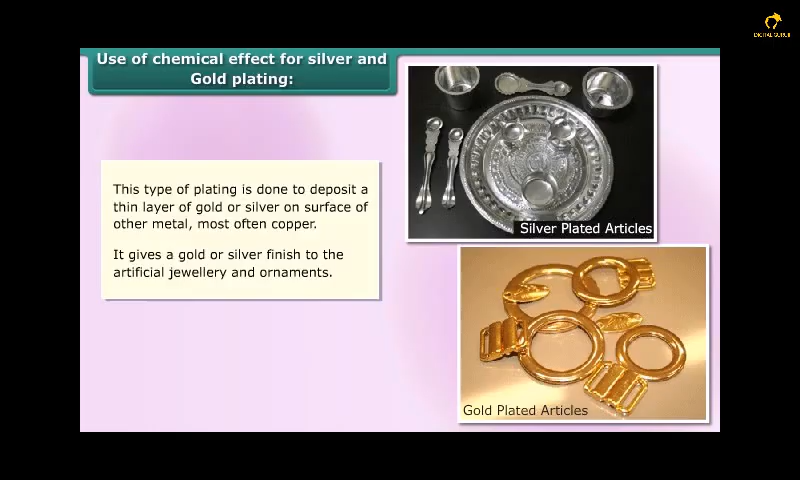 DIGITAL GURUJI
Use of chemical effect for silver and
Gold plating:
This type of plating is done to deposit a
thin layer of gold or silver on surface of
other metal, most often copper.
It gives a gold or silver finish to the
artificial jewellery and ornaments.
Silver Plated Articles
Gold Plated Articles